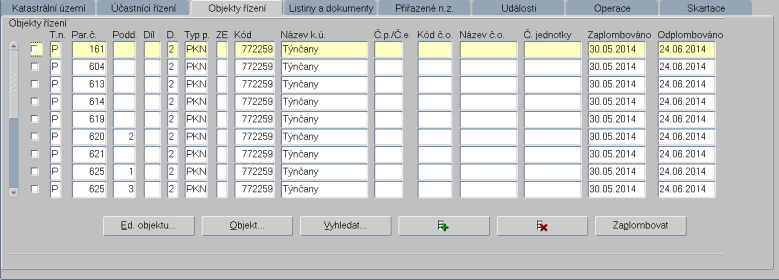 Katastrální území Účastníci řízení Objekty řízení Listiny a dokumenty Přiřazené n.z. Události Operace Skartace
Objekty řízení
T.n. Par.č. Podd. Díl D. Typ p. ZE Kód Název k.ú. Č.p./Č.e. Kód č.o. Název č.o. Č. jednotky Zaplombováno Odplombováno
P 161 2 PKN 772259 Týnčany 30.05.2014 24.06.2014
P 604 2 PKN 772259 Týnčany 30.05.2014 24.06.2014
P 613 2 PKN 772259 Týnčany 30.05.2014 24.06.2014
P 614 2 PKN 772259 Týnčany 30.05.2014 24.06.2014
P 619 2 PKN 772259 Týnčany 30.05.2014 24.06.2014
P 620 2 2 PKN 772259 Týnčany 30.05.2014 24.06.2014
P 621 2 PKN 772259 Týnčany 30.05.2014 24.06.2014
P 625 1 2 PKN 772259 Týnčany 30.05.2014 24.06.2014
P 625 3 2 PKN 772259 Týnčany 30.05.2014 24.06.2014
Ed. objektu... Objekt... Vyhledat... Zaplombovat